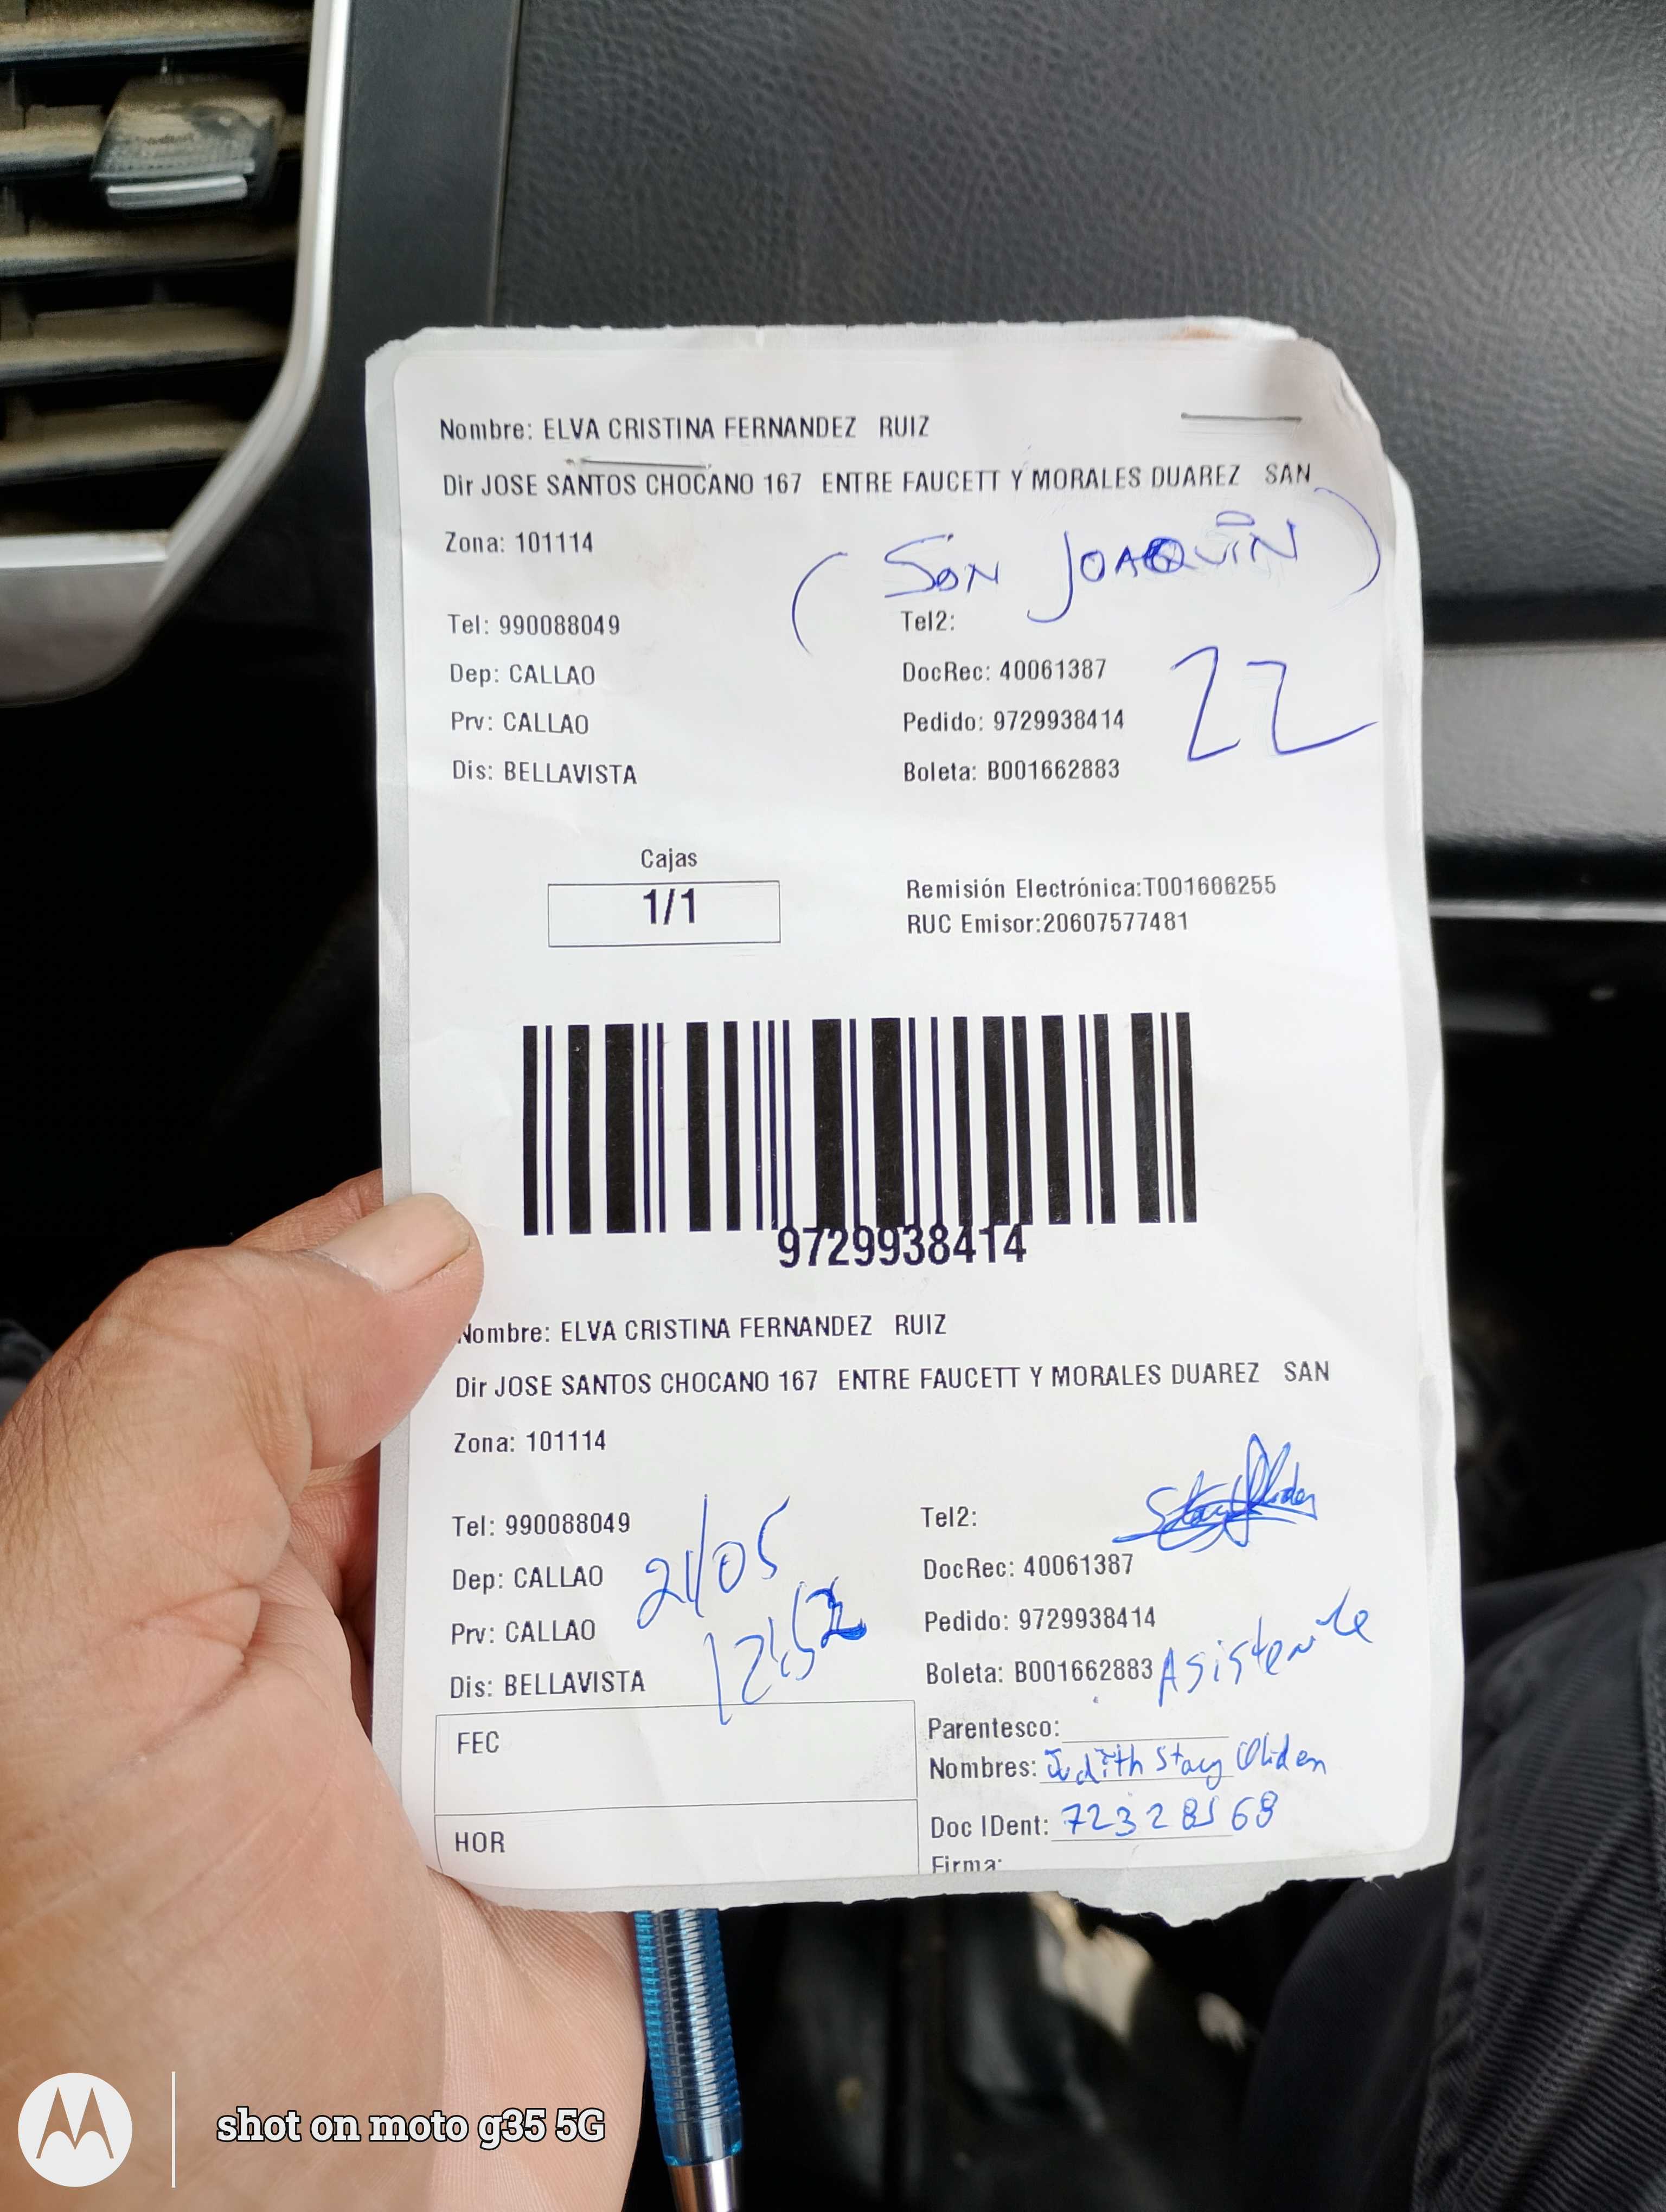 Nombre: ELVA CRISTINA FERNANDEZ RUIZ
Dir JOSE SANTOS CHOCANO 167 ENTRE FAUCETT Y MORALES DUAREZ SAN
Zona: 101114
(SAN JOAQUIN)
Tel: 990088049 Tel2:
Dep: CALLAO DocRec: 40061387
22
Prv: CALLAO Pedido: 9729938414
Dis: BELLAVISTA Boleta: B001662883
Cajas
1/1
Remisión Electrónica:T001606255
RUC Emisor:20607577481
9729938414
Nombre: ELVA CRISTINA FERNANDEZ RUIZ
Dir JOSE SANTOS CHOCANO 167 ENTRE FAUCETT Y MORALES DUAREZ SAN
Zona: 101114
Tel: 990088049 Tel2:
Dep: CALLAO DocRec: 40061387
21/05
Prv: CALLAO Pedido: 9729938414
12:52
Dis: BELLAVISTA Boleta: B001662883 Asistente
FEC
Parentesco:
Nombres: Judith Stacy Oliden
HOR
Doc IDent: 72328168
Firma:
shot on moto g35 5G